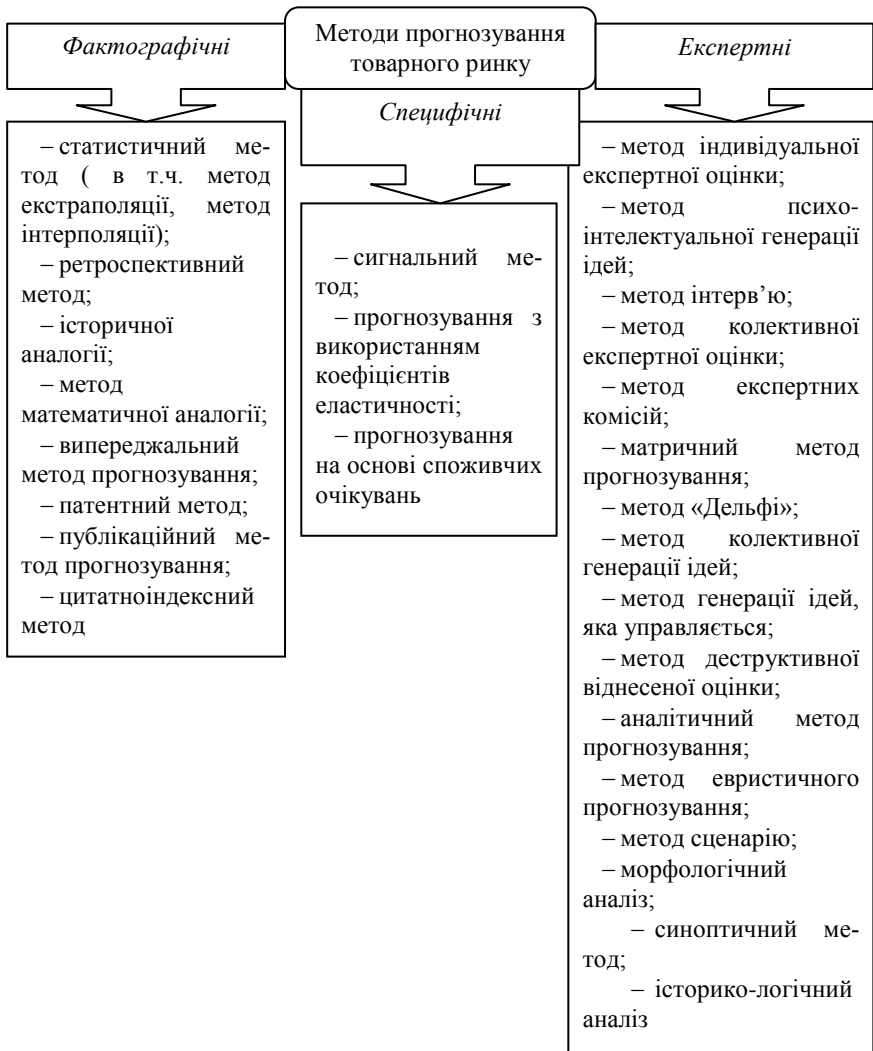 Методи прогнозування
товарного ринку
Фактографічні
– статистичний ме-
тод ( в т.ч. метод
екстраполяції, метод
інтерполяції);
– ретроспективний
метод;
– історичної
аналогії;
– метод
математичної аналогії;
– випереджальний
метод прогнозування;
– патентний метод;
– публікаційний ме-
тод прогнозування;
– цитатноіндексний
метод
Специфічні
– сигнальний ме-
тод;
– прогнозування з
використанням
коефіцієнтів
еластичності;
– прогнозування
на основі споживчих
очікувань
Експертні
– метод індивідуальної
експертної оцінки;
– метод психо-
інтелектуальної генерації
ідей;
– метод інтерв’ю;
– метод колективної
експертної оцінки;
– метод експертних
комісій;
– матричний метод
прогнозування;
– метод «Дельфі»;
– метод колективної
генерації ідей;
– метод генерації ідей,
яка управляється;
– метод деструктивної
віднесеної оцінки;
– аналітичний метод
прогнозування;
– метод евристичного
прогнозування;
– метод сценарію;
– морфологічний
аналіз;
– синоптичний ме-
тод;
– історико-логічний
аналіз